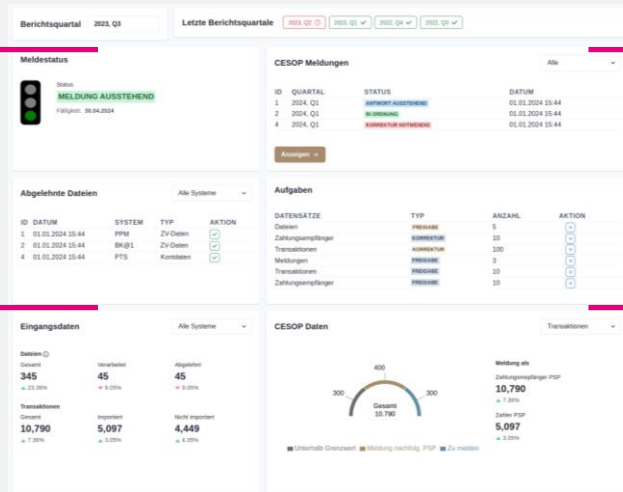 Berichtsquartal 2023, Q3 Letzte Berichtsquartale 2023, Q2 2023, Q1 2022, Q4 2022, Q3
Meldestatus
Status
MELDUNG AUSSTEHEND
Fälligkeit: 30.04.2024
CESOP Meldungen Alle
ID QUARTAL STATUS DATUM
1 2024, Q1 ANTWORT AUSSTEHEND 01.01.2024 15:44
2 2024, Q1 IN ORDNUNG 01.01.2024 15:44
4 2024, Q1 KORREKTUR NOTWENDIG 01.01.2024 15:44
Anzeigen
Abgelehnte Dateien Alle Systeme
ID DATUM SYSTEM TYP AKTION
1 01.01.2024 15:44 PPM ZV-Daten
2 01.01.2024 15:44 BK@1 ZV-Daten
4 01.01.2024 15:44 PTS Kontdaten
Aufgaben
DATENSÄTZE TYP ANZAHL AKTION
Dateien FREIGABE 5
Zahlungsempfänger KORREKTUR 10
Transaktionen KORREKTUR 100
Meldungen FREIGABE 3
Transaktionen FREIGABE 10
Zahlungsempfänger FREIGABE 10
Eingangsdaten Alle Systeme
Dateien
Gesamt Verarbeitet Abgelehnt
345 45 45
23.36% 9.05% 9.05%
Transaktionen
Gesamt Importiert Nicht importiert
10,790 5,097 4,449
7.36% 3.05% 4.05%
CESOP Daten Transaktionen
300 400 300
Gesamt
10.790
Unterhalb Grenzwert Meldung nachfolg. PSP Zu melden
Meldung als
Zahlungsempfänger PSP
10,790
7.36%
Zahler PSP
5,097
3.05%